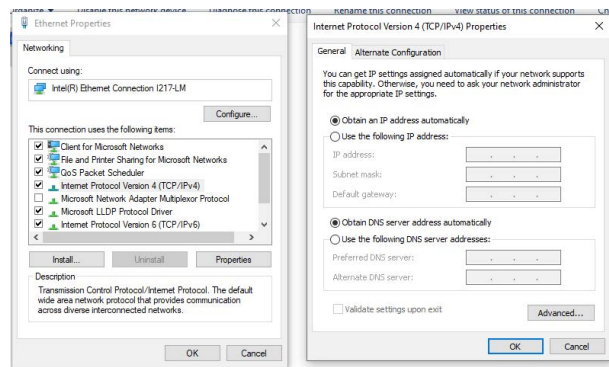 Organize
Disable this network device
Diagnose this connection
Rename this connection
View status of this connection
Ethernet Properties
Networking
Connect using:
Intel(R) Ethernet Connection I217-LM
Configure...
This connection uses the following items:
Client for Microsoft Networks
File and Printer Sharing for Microsoft Networks
QoS Packet Scheduler
Internet Protocol Version 4 (TCP/IPv4)
Microsoft Network Adapter Multiplexor Protocol
Microsoft LLDP Protocol Driver
Internet Protocol Version 6 (TCP/IPv6)
Install...
Uninstall
Properties
Description
Transmission Control Protocol/Internet Protocol. The default
wide area network protocol that provides communication
across diverse interconnected networks.
OK
Cancel
Internet Protocol Version 4 (TCP/IPv4) Properties
General
Alternate Configuration
You can get IP settings assigned automatically if your network supports
this capability. Otherwise, you need to ask your network administrator
for the appropriate IP settings.
Obtain an IP address automatically
Use the following IP address:
IP address:
Subnet mask:
Default gateway:
Obtain DNS server address automatically
Use the following DNS server addresses:
Preferred DNS server:
Alternate DNS server:
Validate settings upon exit
Advanced...
OK
Cancel